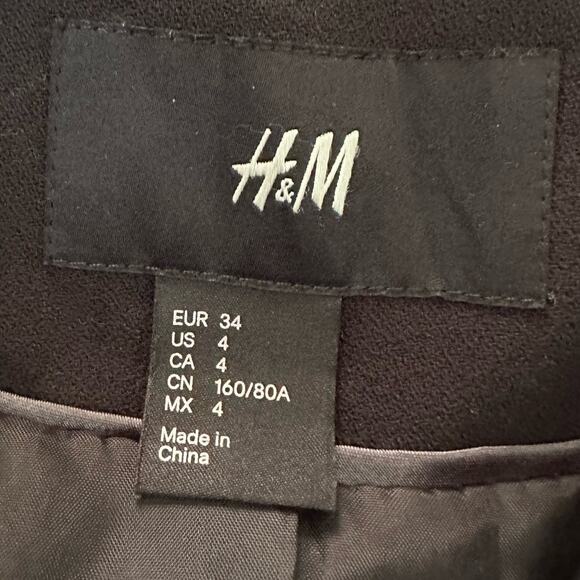 H&M
EUR 34
US 4
CA 4
CN 160/80A
MX 4
Made in
China